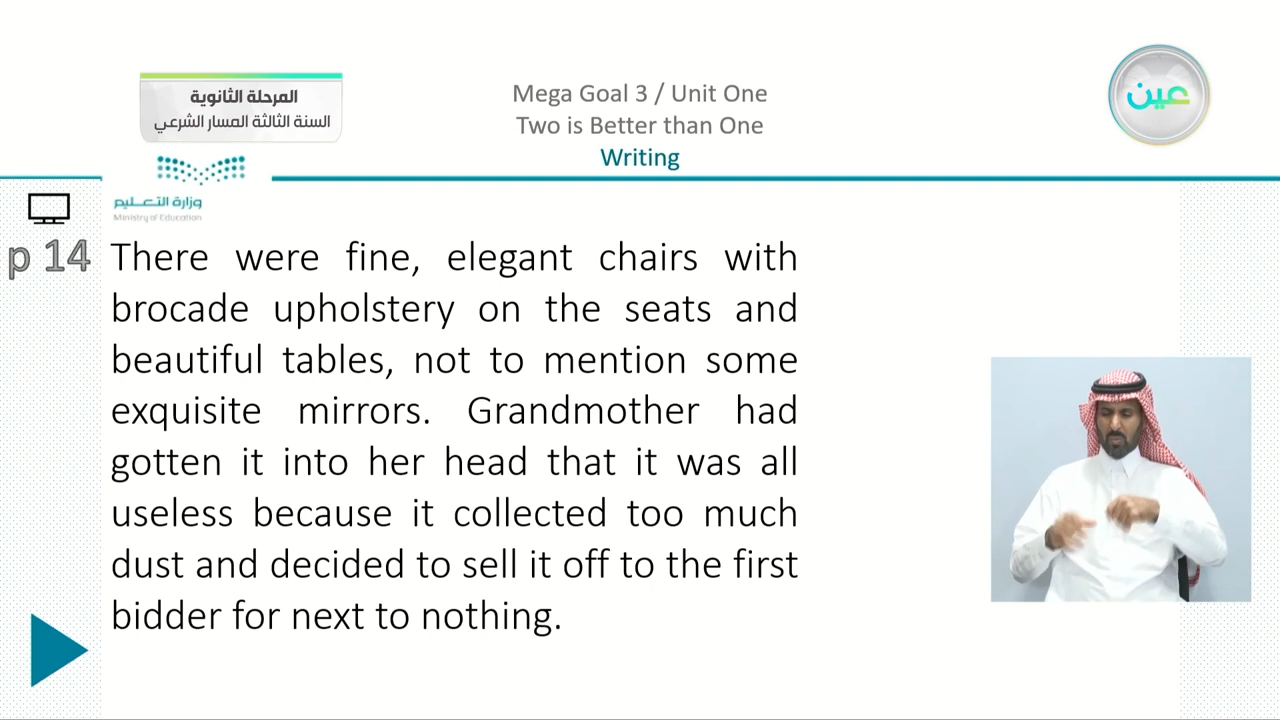 المرحلة الثانوية
السنة الثالثة المسار الشرعي
Mega Goal 3 / Unit One
Two is Better than One
Writing
عين
وزارة التعليم
Ministry of Education
p 14
There were fine, elegant chairs with
brocade upholstery on the seats and
beautiful tables, not to mention some
exquisite mirrors. Grandmother had
gotten it into her head that it was all
useless because it collected too much
dust and decided to sell it off to the first
bidder for next to nothing.